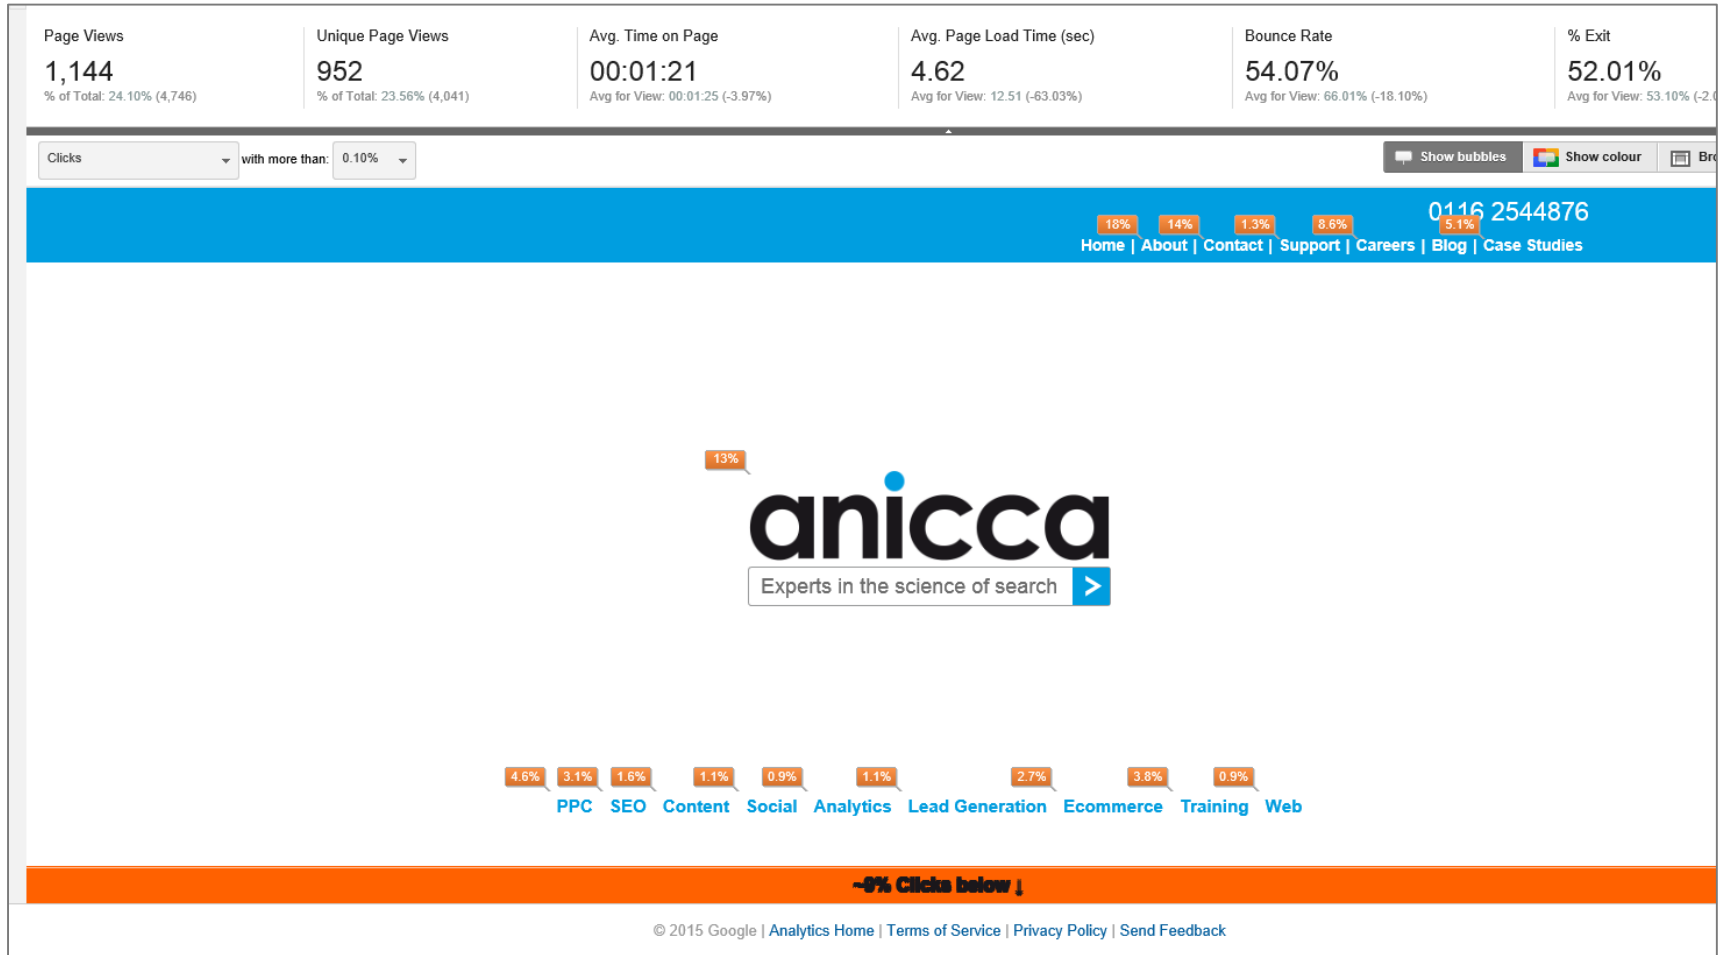 Page Views Unique Page Views Avg. Time on Page Avg. Page Load Time (sec) Bounce Rate % Exit
1,144 952 00:01:21 4.62 54.07% 52.01%
% of Total: 24.10% (4,746) % of Total: 23.56% (4,041) Avg for View: 00:01:25 (-3.97%) Avg for View: 12.51 (-63.03%) Avg for View: 66.01% (-18.10%) Avg for View: 53.10%
Clicks with more than: 0.10% Show bubbles Show colour
0116 2544876
18% 14% 1.3% 8.6% 5.1%
Home | About | Contact | Support | Careers | Blog | Case Studies
13%
anicca
Experts in the science of search >
4.6% 3.1% 1.6% 1.1% 0.9% 1.1% 2.7% 3.8% 0.9%
PPC SEO Content Social Analytics Lead Generation Ecommerce Training Web
~9% Clicks below ↓
© 2015 Google | Analytics Home | Terms of Service | Privacy Policy | Send Feedback